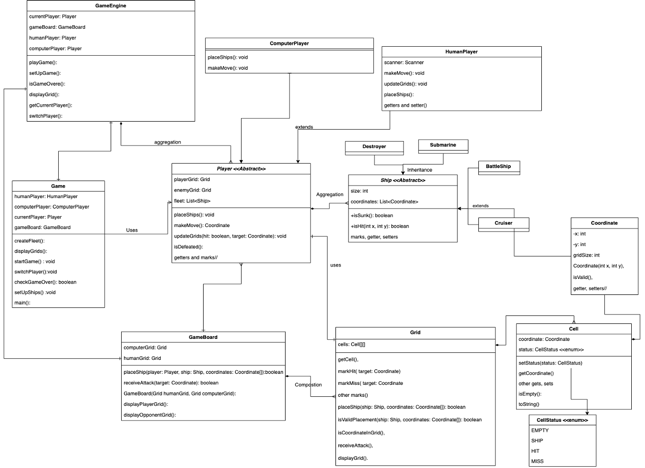 GameEngine
currentPlayer: Player
gameBoard: GameBoard
humanPlayer: Player
computerPlayer: Player
playGame():
setUpGame():
isGameOvere():
displayGrid():
getCurrentPlayer():
switchPlayer():
ComputerPlayer
placeShips(): void
makeMove(): void
HumanPlayer
scanner: Scanner
makeMove(): void
updateGrids(): void
placeShips():
getters and setter()
extends
aggregation
Destroyer
Submarine
Inheritance
BattleShip
Player <<Abstract>>
playerGrid: Grid
enemyGrid: Grid
fleet: List<Ship>
placeShips(): void
makeMove(): Coordinate
updateGrids(hit: boolean, target: Coordinate): void
isDefeated():
getters and marks//
Aggregation
Ship <<Abstract>>
size: int
coordinates: List<Coordinate>
+isSunk(): boolean
+isHit(int x, int y): boolean
marks, getter, setters
extends
Cruiser
Game
humanPlayer: HumanPlayer
computerPlayer: ComputerPlayer
currentPlayer: Player
gameBoard: GameBoard
createFleet():
displayGrids():
startGame() : void
switchPlayer():void
checkGameOver(): boolean
setUpShips() :void
main():
Uses
uses
Coordinate
-x: int
-y: int
gridSize: int
Coordinate(int x, int y),
isValid(),
getter, setters//
GameBoard
computerGrid: Grid
humanGrid: Grid
placeShip(player: Player, ship: Ship, coordinates: Coordinate[]):boolean
receiveAttack(target: Coordinate): boolean
GameBoard(Grid humanGrid, Grid computerGrid):
displayPlayerGrid():
displayOpponentGrid():
Compostion
Grid
cells: Cell[][]
getCell(),
markHit( target: Coordinate)
markMiss( target: Coordinate
other marks()
placeShip(ship: Ship, coordinates: Coordinate[]): boolean
isValidPlacement(ship: Ship, coordinates: Coordinate[]): boolean
isCoordinateInGrid(),
receiveAttack(),
displayGrid().
Cell
coordinate: Coordinate
status: CellStatus <<enum>>
setStatus(status: CellStatus)
getCoordinate()
other gets, sets
isEmpty():
toString()
CellStatus <<enum>>
EMPTY
SHIP
HIT
MISS